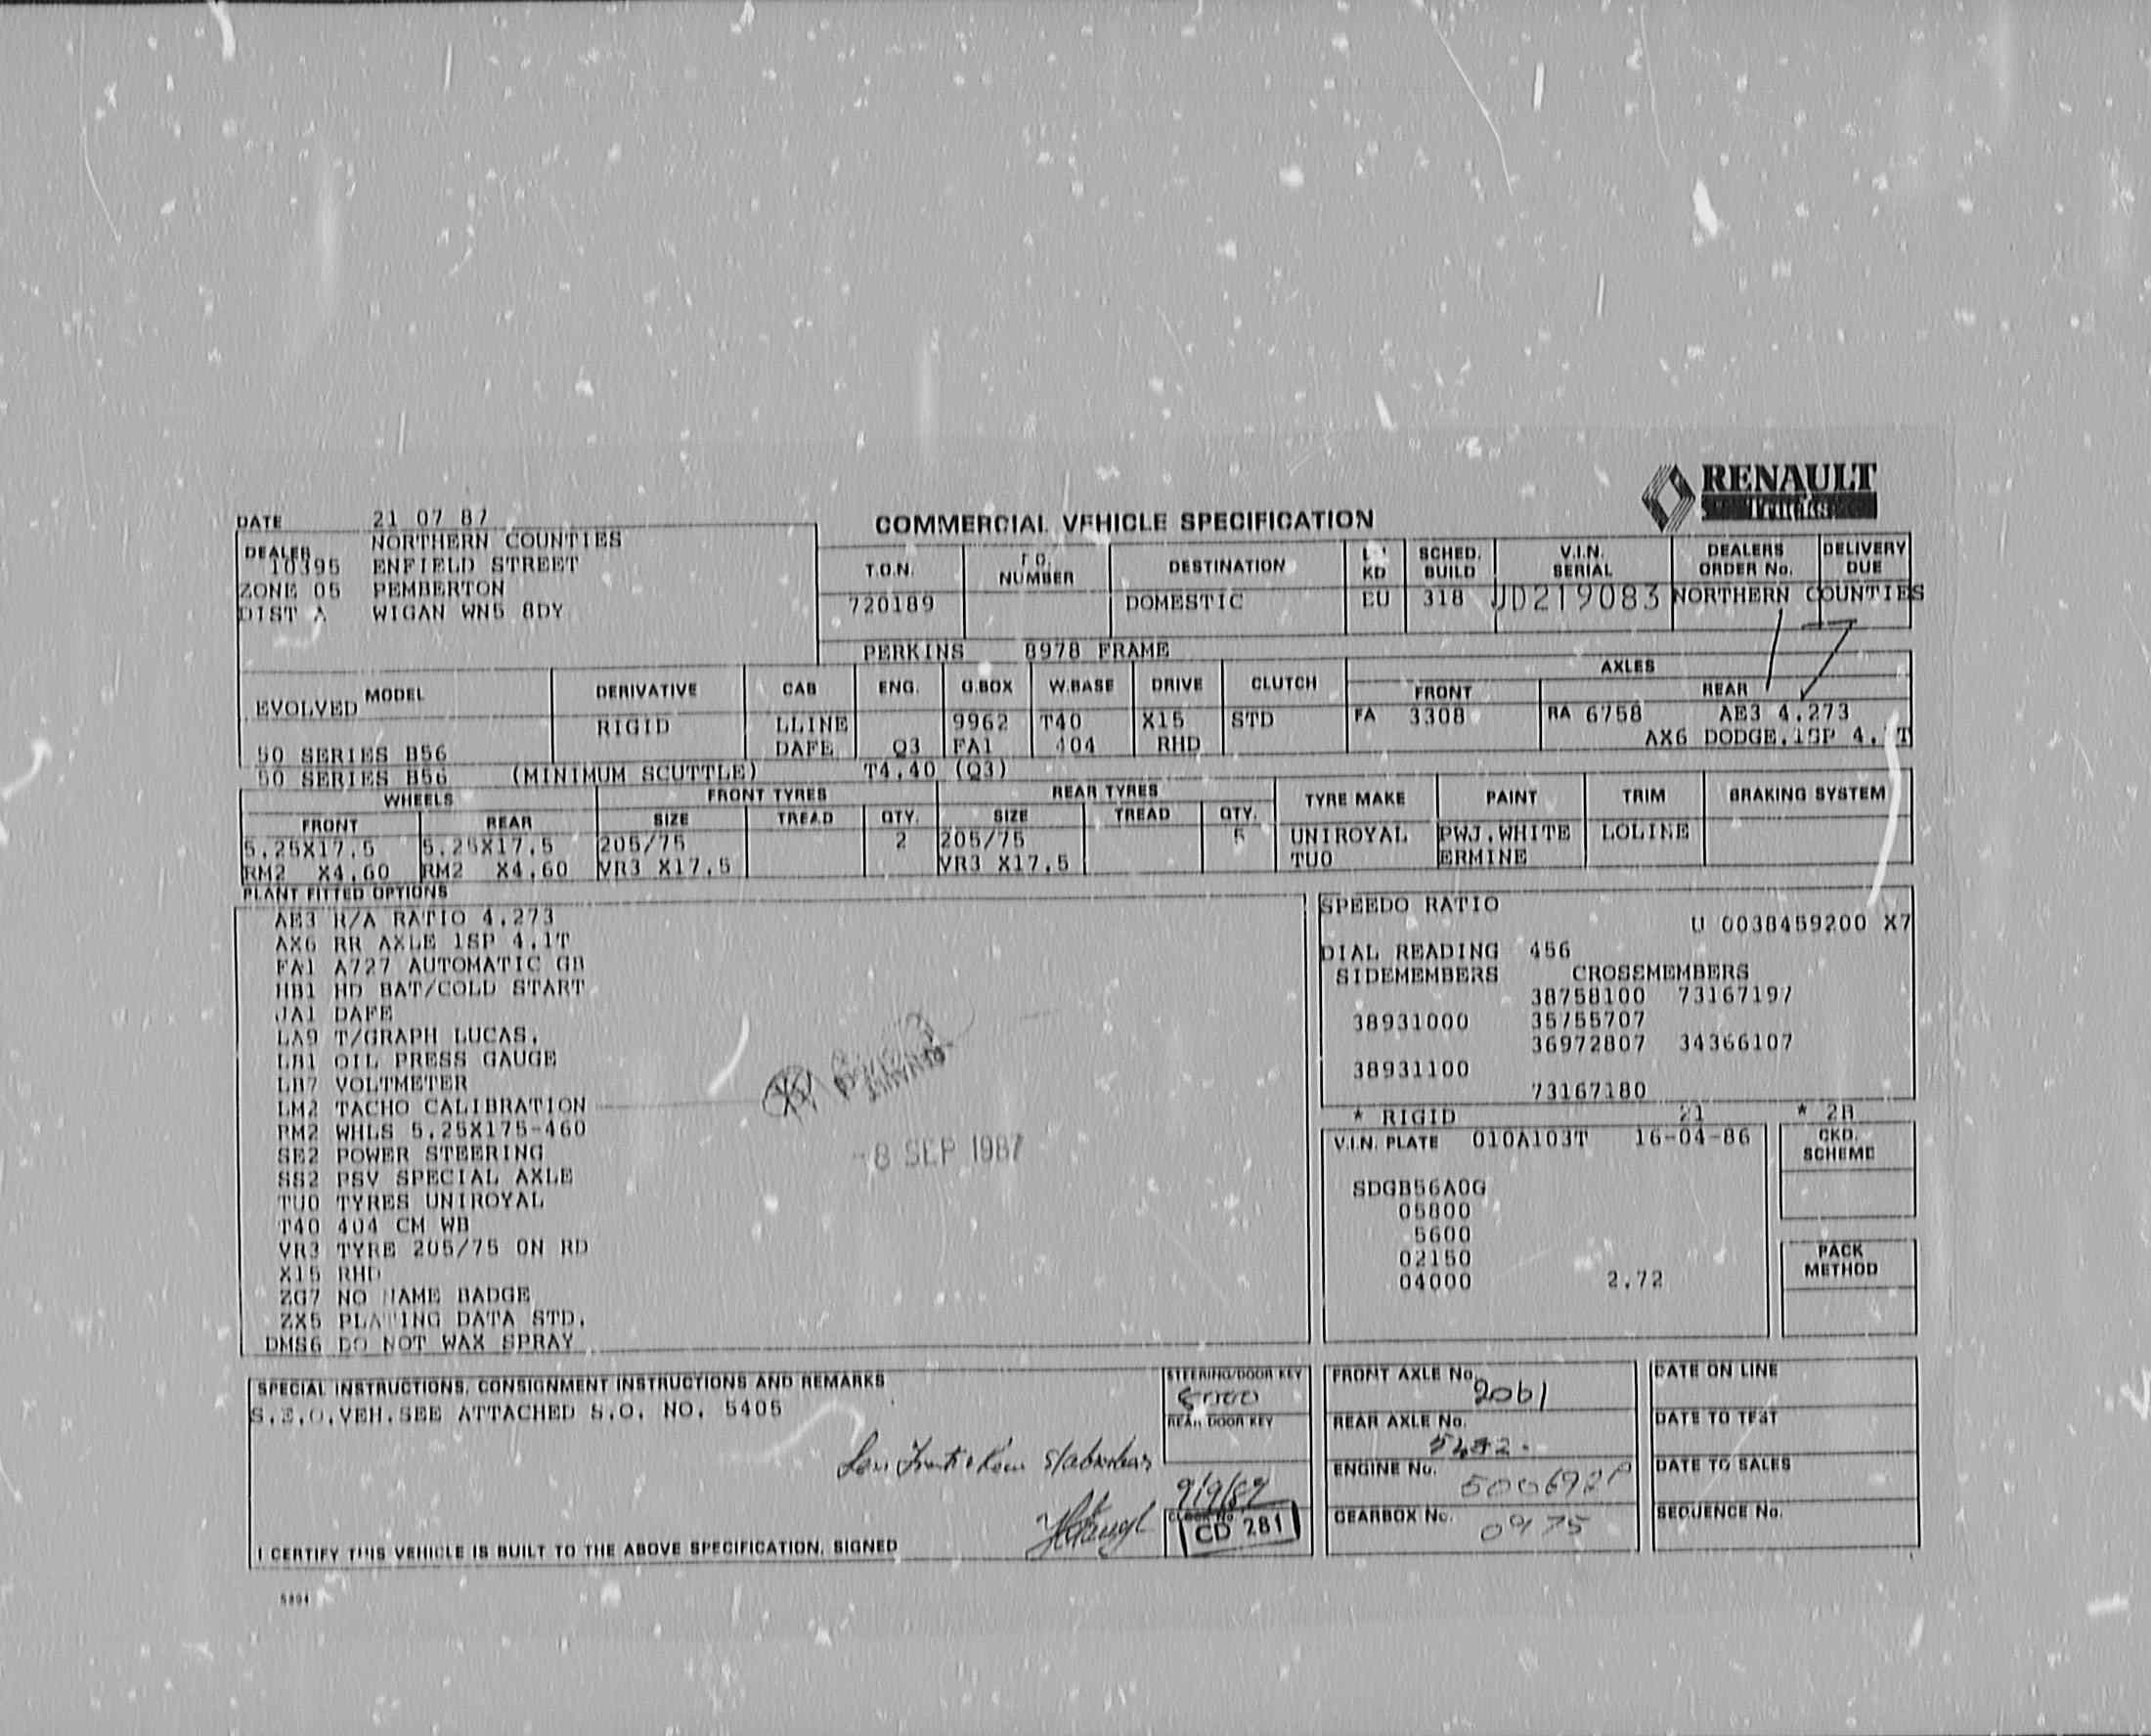 RENAULT
Trucks
DATE 21 07 87
COMMERCIAL VEHICLE SPECIFICATION
DEALER NORTHERN COUNTIES
10395 ENFIELD STREET
ZONE 05 PEMBERTON
DIST A WIGAN WN5 8DY
T.O.N. NUMBER DESTINATION KD SCHED. BUILD V.I.N. SERIAL DEALERS ORDER No. DELIVERY DUE
720189 DOMESTIC EU 318 JD219083 NORTHERN COUNTIES
PERKINS 8978 FRAME
MODEL DERIVATIVE CAB ENG. G.BOX W.BASE DRIVE CLUTCH AXLES
FRONT REAR
EVOLVED RIGID LLINE 9962 T40 X15 STD FA 3308 RA 6758 AE3 4.273
50 SERIES B56 DAFE Q3 FA1 404 RHD AX6 DODGE.1SP 4. T
50 SERIES B56 (MINIMUM SCUTTLE) T4.40 (Q3)
WHEELS FRONT TYRES REAR TYRES TYRE MAKE PAINT TRIM BRAKING SYSTEM
FRONT REAR SIZE TREAD QTY. SIZE TREAD QTY.
5.25X17.5 5.25X17.5 205/75 2 205/75 5 UNIROYAL PWJ.WHITE LOLINE
RM2 X4.60 RM2 X4.60 VR3 X17.5 VR3 X17.5 TU0 ERMINE
PLANT FITTED OPTIONS
AE3 R/A RATIO 4.273
AX6 RR AXLE 1SP 4.1T
FA1 A727 AUTOMATIC GB
HB1 HD BAT/COLD START
JA1 DAFE
LA9 T/GRAPH LUCAS.
LB1 OIL PRESS GAUGE
LB7 VOLTMETER
LM2 TACHO CALIBRATION
RM2 WHLS 5.25X175-460
SE2 POWER STEERING
SS2 PSV SPECIAL AXLE
TU0 TYRES UNIROYAL
T40 404 CM WB
VR3 TYRE 205/75 ON RD
X15 RHD
ZG7 NO NAME BADGE
ZX5 PLATING DATA STD.
DMS6 DO NOT WAX SPRAY
-8 SEP 1987
SPEEDO RATIO
U 0038459200 X7
DIAL READING 456
SIDEMEMBERS CROSSMEMBERS
38758100 73167197
38931000 35755707
36972807 34366107
38931100
73167180
* RIGID 21 * 2B
V.I.N. PLATE 010A103T 16-04-86
CKD. SCHEME
SDGB56A0G
05800
5600
02150
04000 2.72
PACK METHOD
SPECIAL INSTRUCTIONS, CONSIGNMENT INSTRUCTIONS AND REMARKS
S.E.O.VEH.SEE ATTACHED S.O. NO. 5405
STEERING/DOOR KEY
REAR DOOR KEY
9/9/87
CLOCK No.
CD 281
I CERTIFY THIS VEHICLE IS BUILT TO THE ABOVE SPECIFICATION. SIGNED
FRONT AXLE No. 2061
REAR AXLE No.
ENGINE No.
GEARBOX No. 0975
DATE ON LINE
DATE TO TEST
DATE TO SALES
SEQUENCE No.